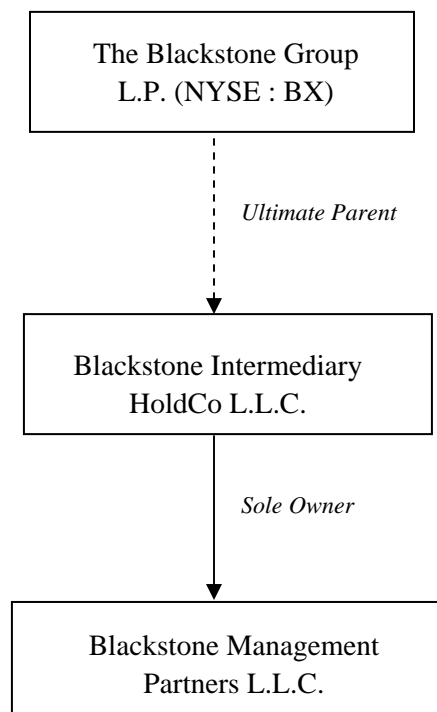 The Blackstone Group
L.P. (NYSE : BX)
Ultimate Parent
Blackstone Intermediary
HoldCo L.L.C.
Sole Owner
Blackstone Management
Partners L.L.C.